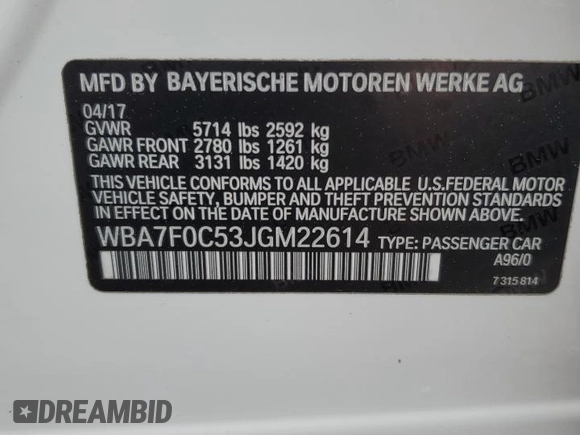 MFD BY BAYERISCHE MOTOREN WERKE AG
04/17
GVWR 5714 lbs 2592 kg
GAWR FRONT 2780 lbs 1261 kg
GAWR REAR 3131 lbs 1420 kg
THIS VEHICLE CONFORMS TO ALL APPLICABLE U.S.FEDERAL MOTOR
VEHICLE SAFETY, BUMPER AND THEFT PREVENTION STANDARDS
IN EFFECT ON THE DATE OF MANUFACTURE SHOWN ABOVE.
WBA7F0C53JGM22614 TYPE: PASSENGER CAR
A96/0
7 315 814
BMW
BMW
DREAMBID